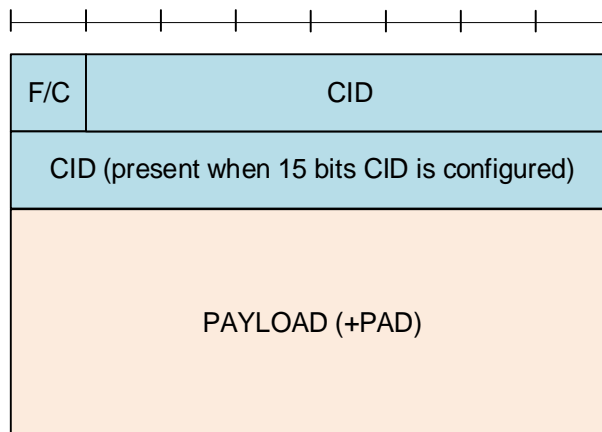 F/C CID
CID (present when 15 bits CID is configured)
PAYLOAD (+PAD)